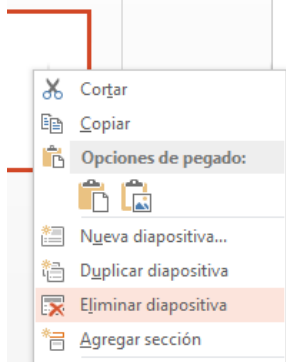 Cortar
Copiar
Opciones de pegado:
Nueva diapositiva...
Duplicar diapositiva
Eliminar diapositiva
Agregar sección